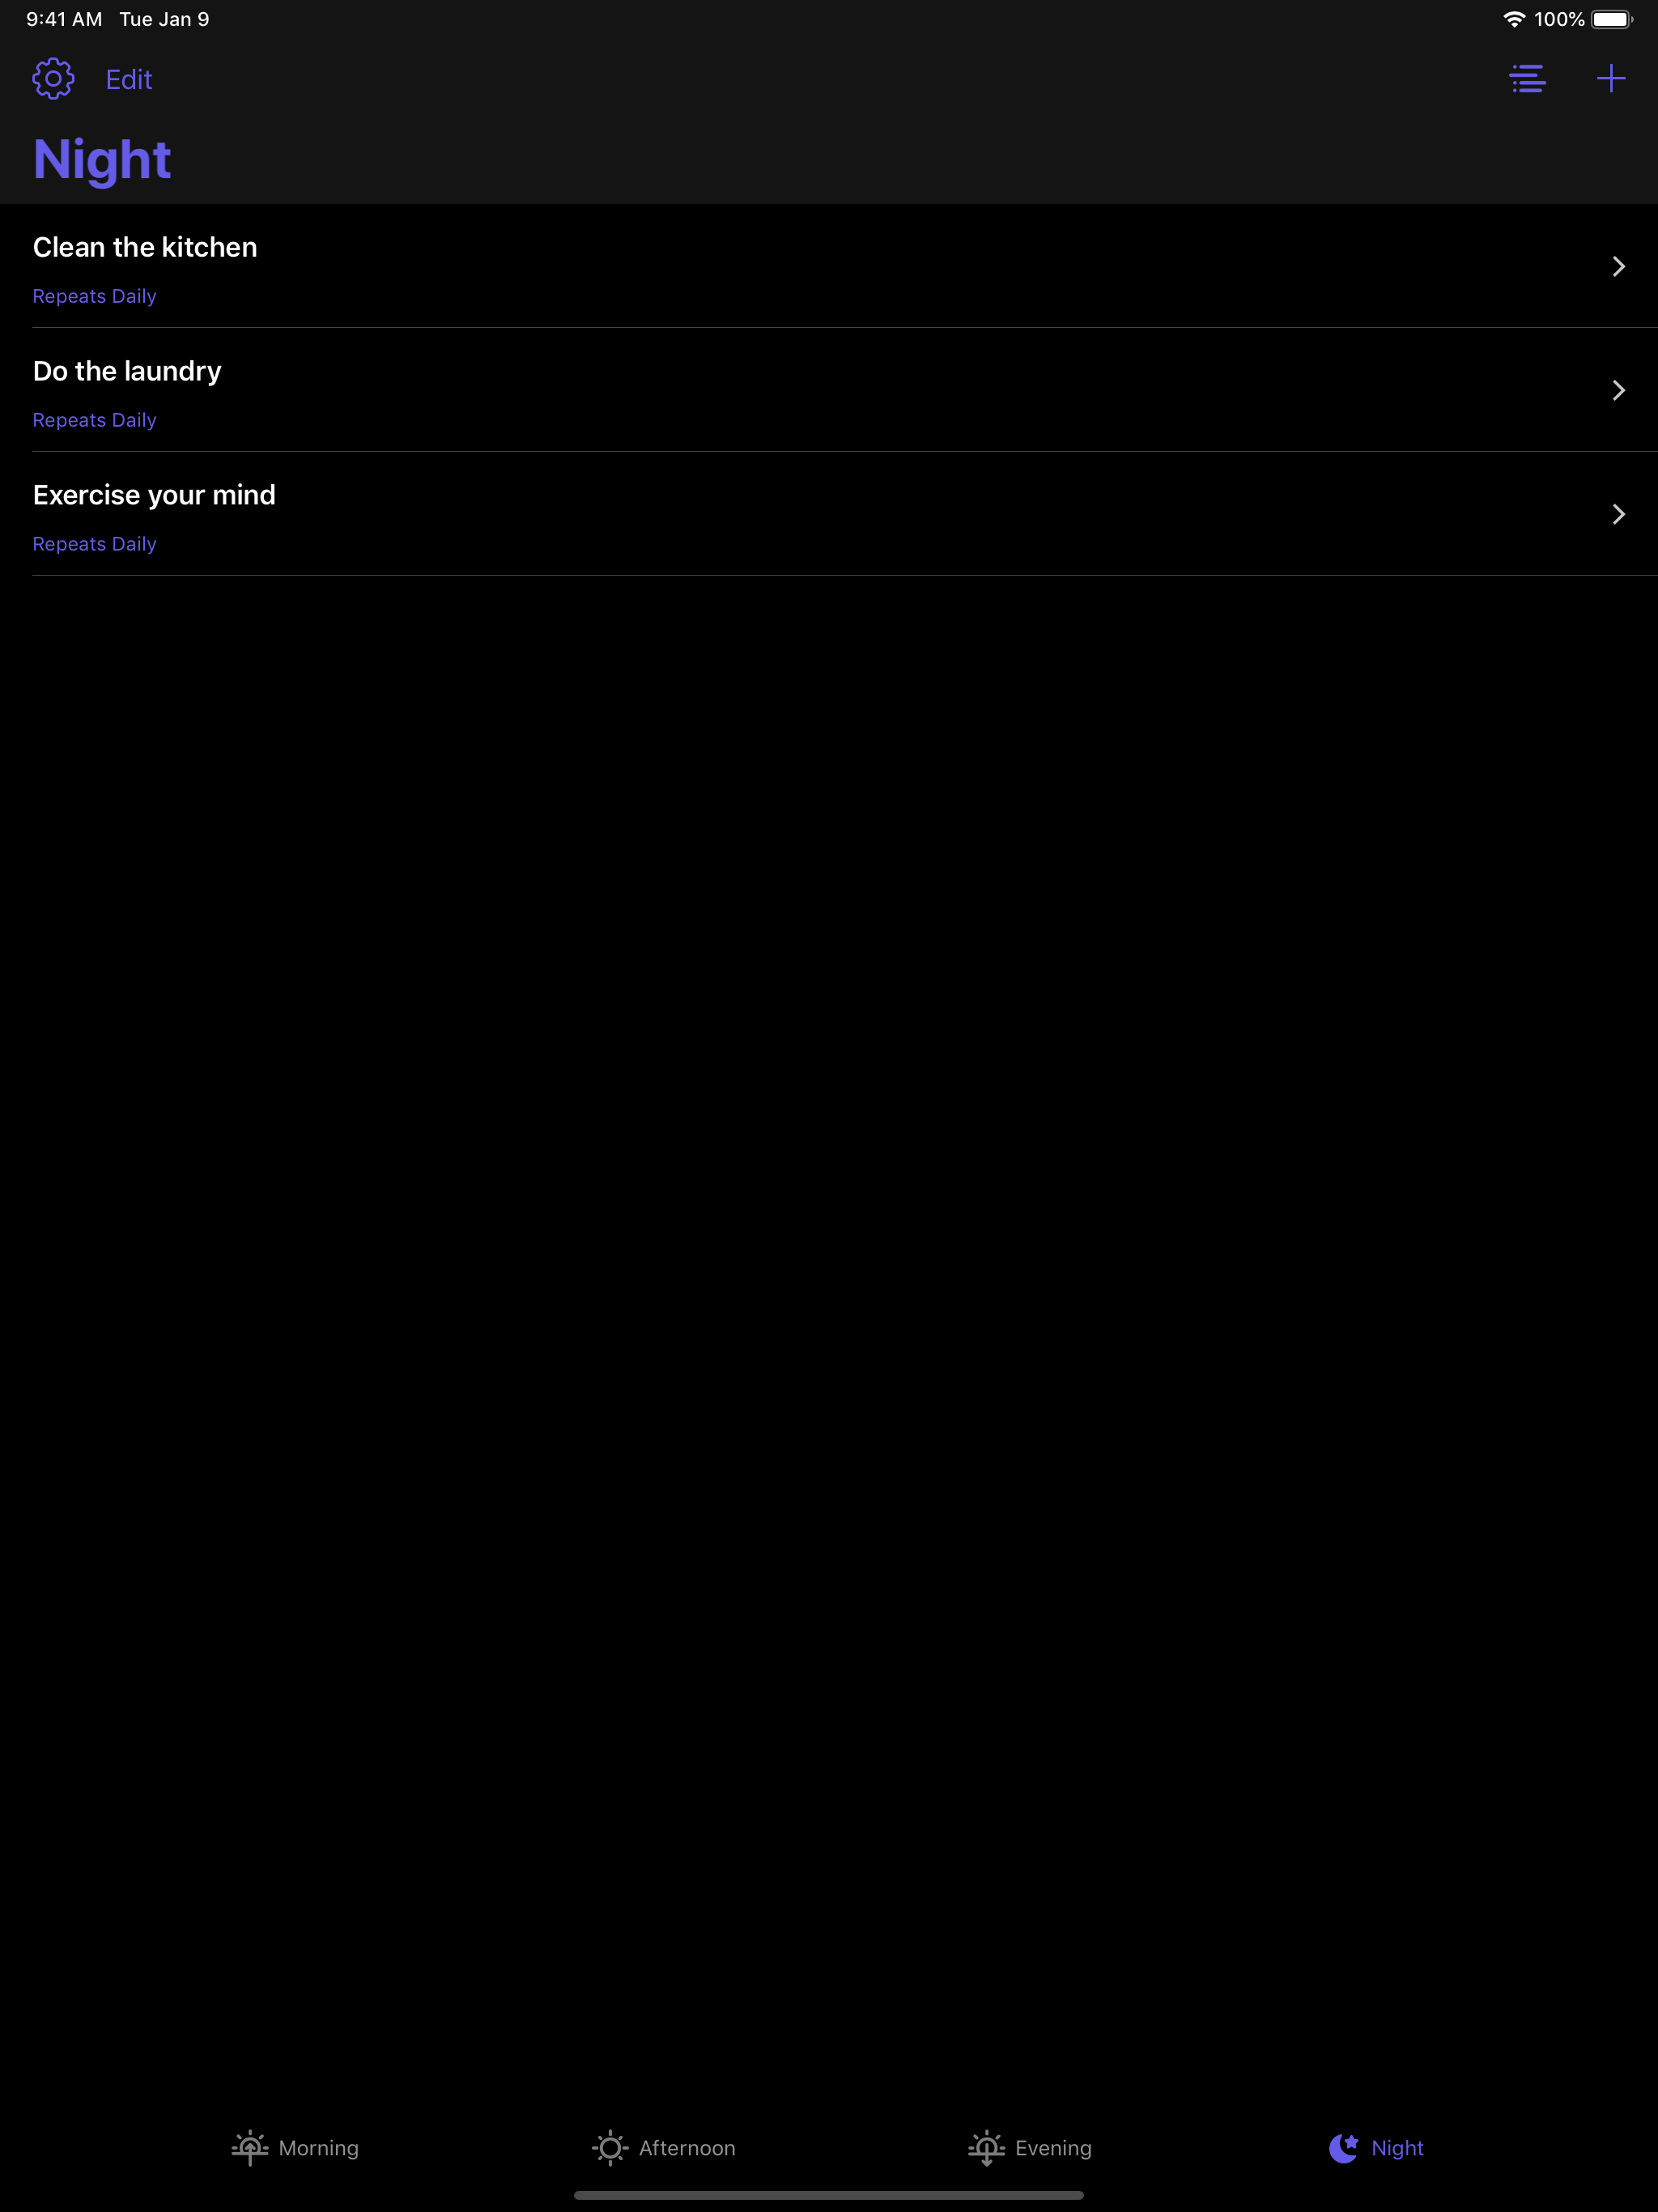 9:41 AM Tue Jan 9 100%
Edit
Night
Clean the kitchen
Repeats Daily
Do the laundry
Repeats Daily
Exercise your mind
Repeats Daily
Morning Afternoon Evening Night